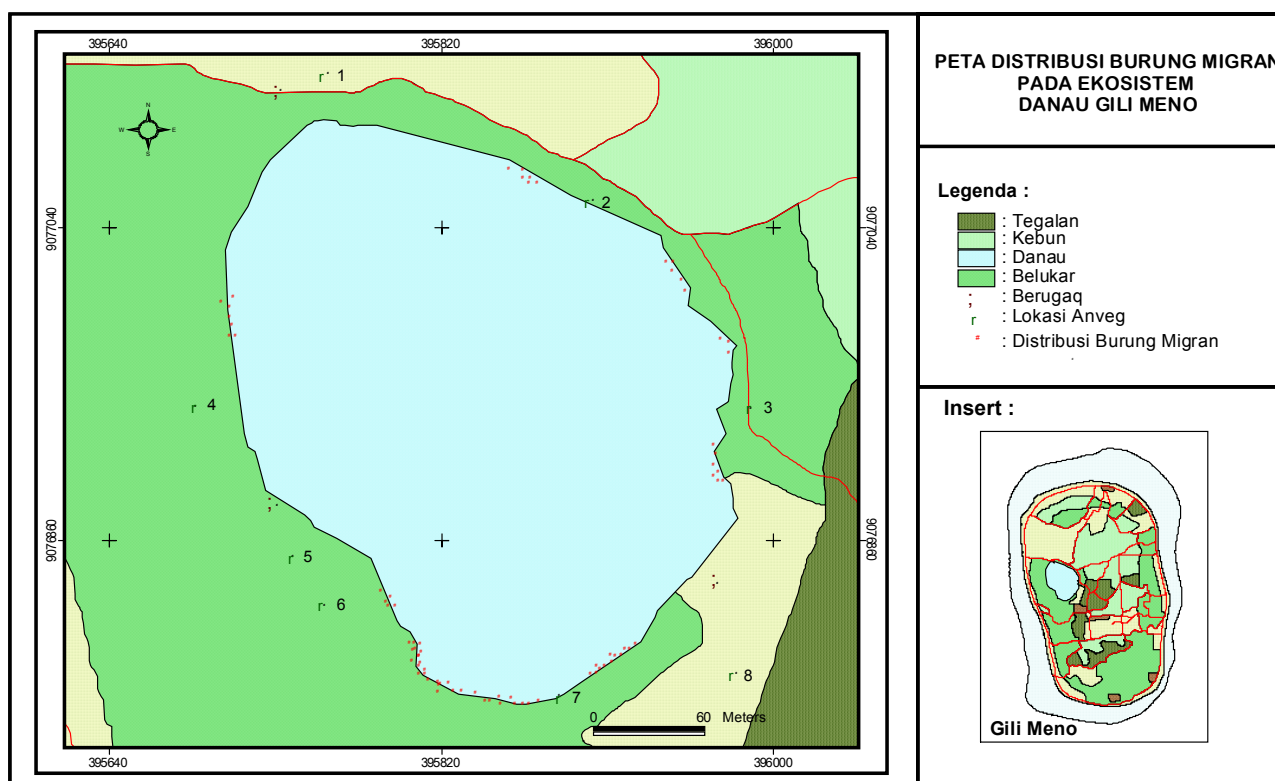 395640 395820 396000
9077040 9077040
9076860 9076860
395640 395820 396000
N
W E
S
r 1
r 2
r 3
r 4
r 5
r 6
r 7
r 8
0 60 Meters
PETA DISTRIBUSI BURUNG MIGRAN
PADA EKOSISTEM
DANAU GILI MENO
Legenda :
: Tegalan
: Kebun
: Danau
: Belukar
; : Berugaq
r : Lokasi Anveg
# : Distribusi Burung Migran
Insert :
Gili Meno